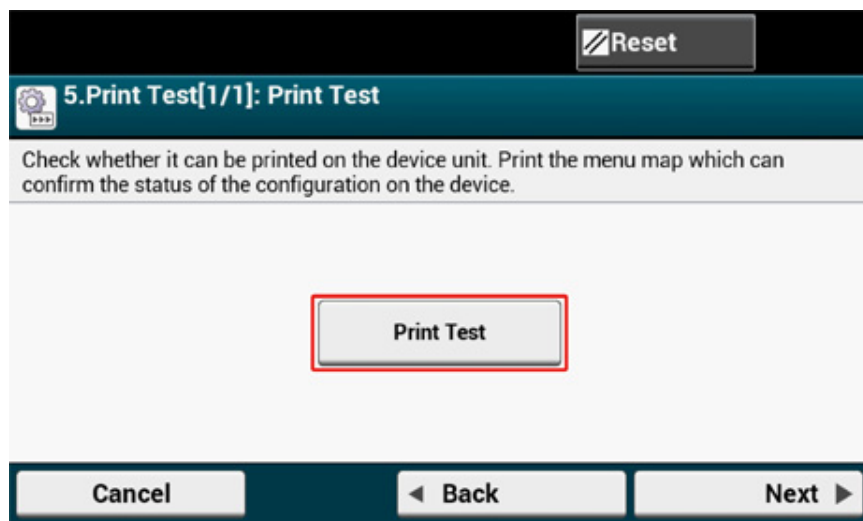 Reset
5.Print Test[1/1]: Print Test
Check whether it can be printed on the device unit. Print the menu map which can
confirm the status of the configuration on the device.
Print Test
Cancel
Back
Next